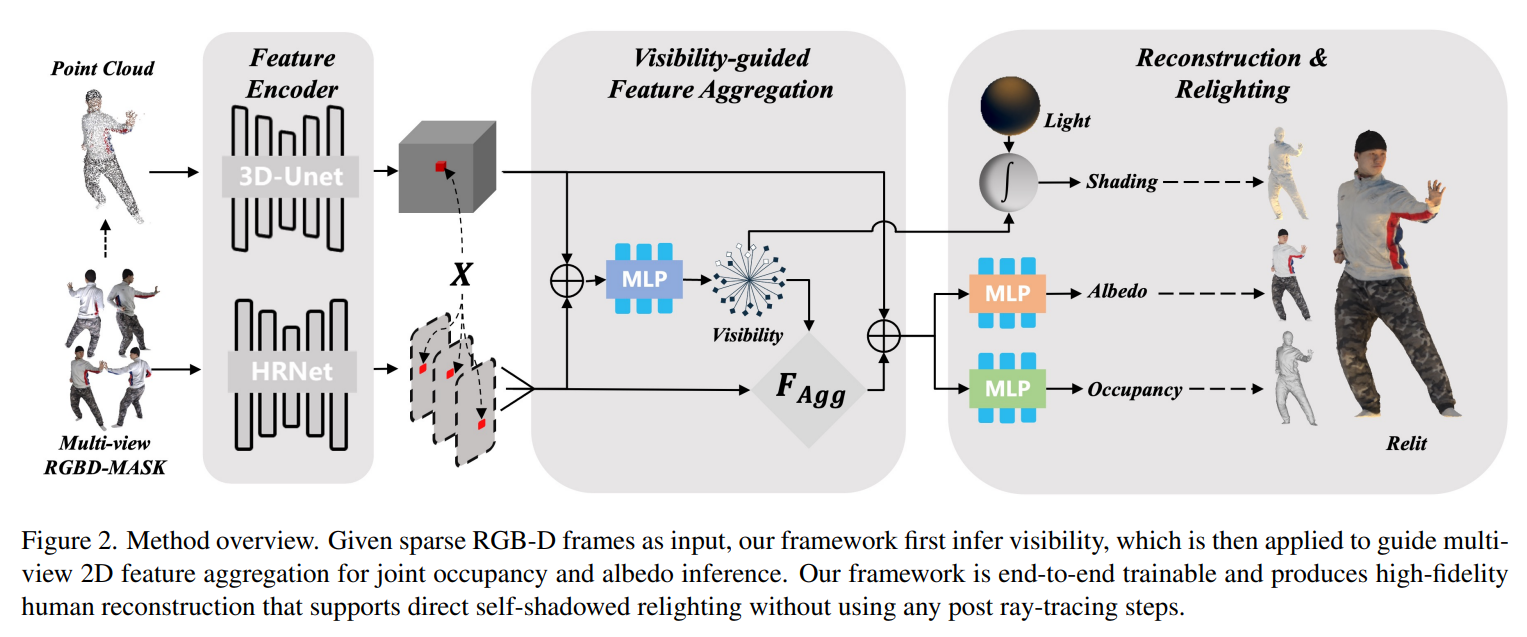 Point Cloud
Multi-view
RGBD-MASK
Feature
Encoder
3D-Unet
HRNet
X
Visibility-guided
Feature Aggregation
MLP
Visibility
F_Agg
Reconstruction &
Relighting
Light
∫
Shading
MLP
Albedo
MLP
Occupancy
Relit
Figure 2. Method overview. Given sparse RGB-D frames as input, our framework first infer visibility, which is then applied to guide multi-
view 2D feature aggregation for joint occupancy and albedo inference. Our framework is end-to-end trainable and produces high-fidelity
human reconstruction that supports direct self-shadowed relighting without using any post ray-tracing steps.